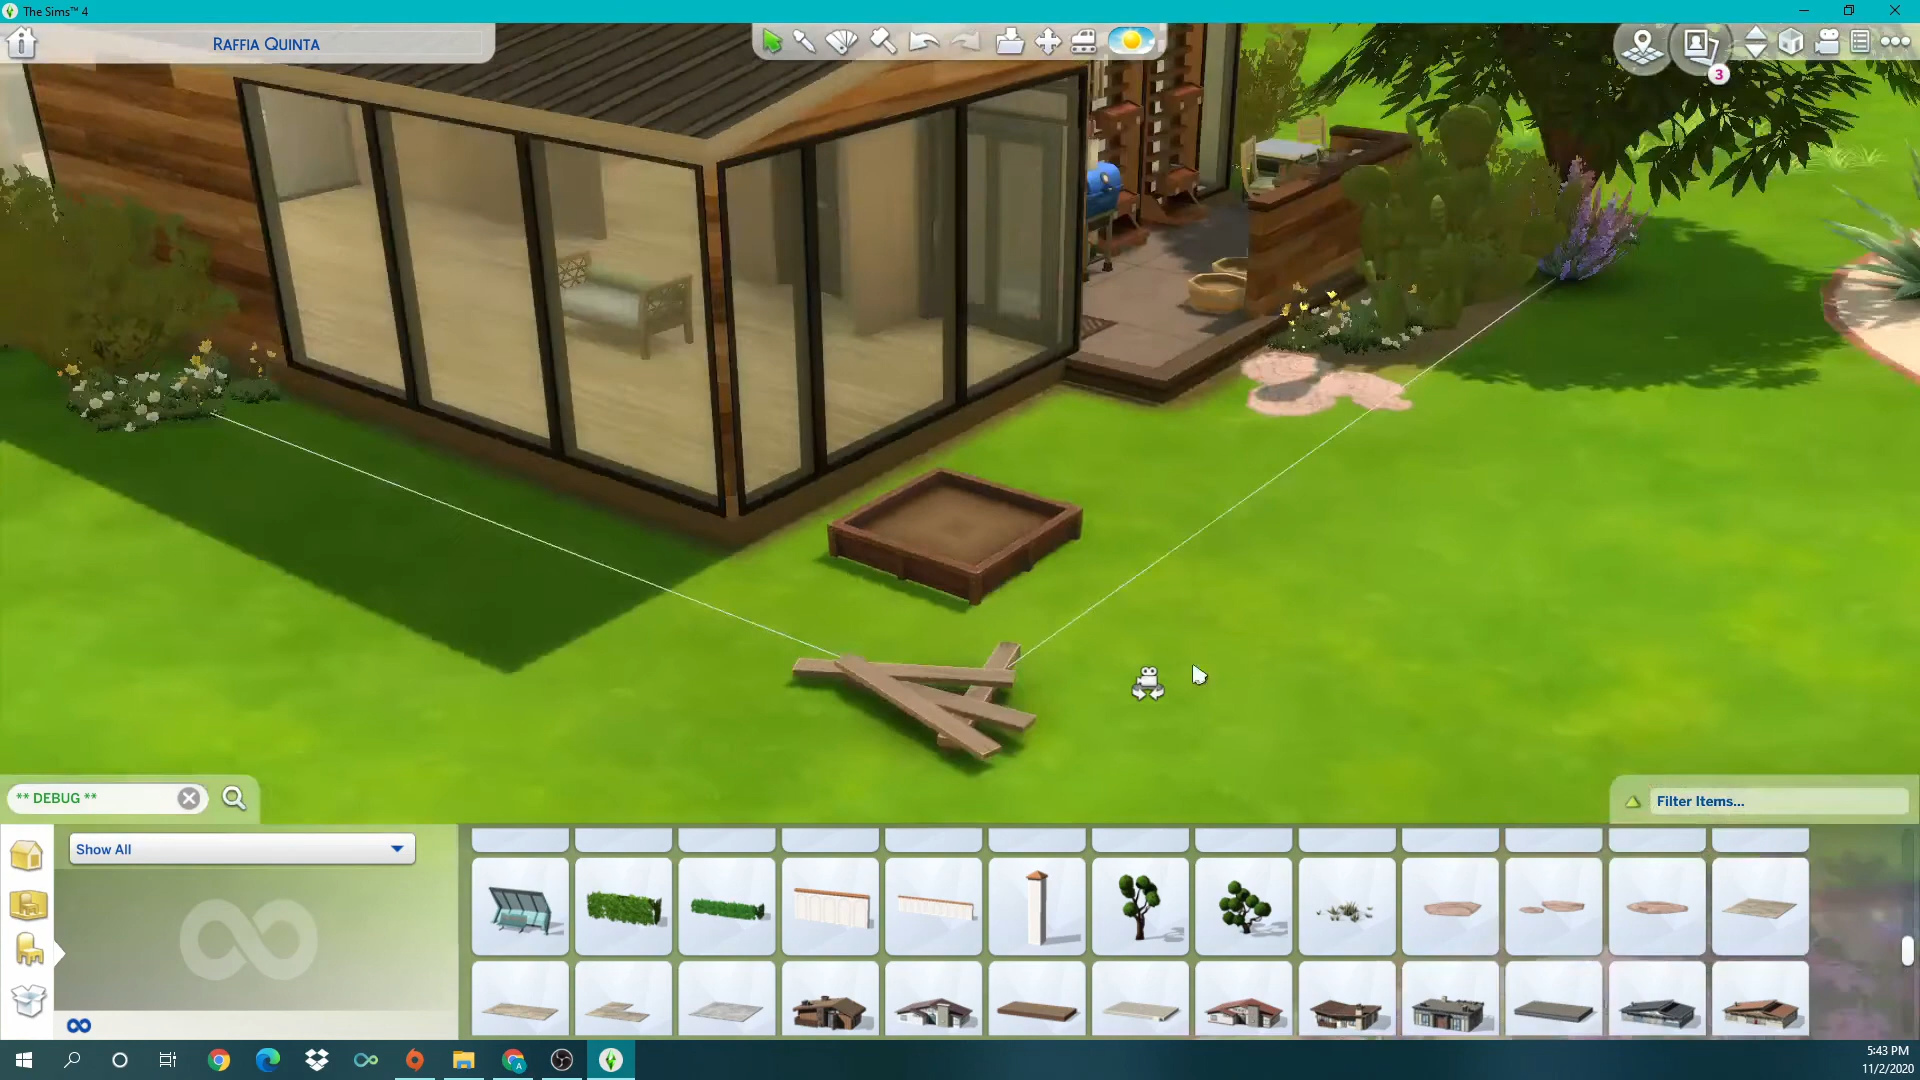 The Sims™ 4
RAFFIA QUINTA
3
** DEBUG **
Filter Items...
Show All
A
5:43 PM
11/2/2020